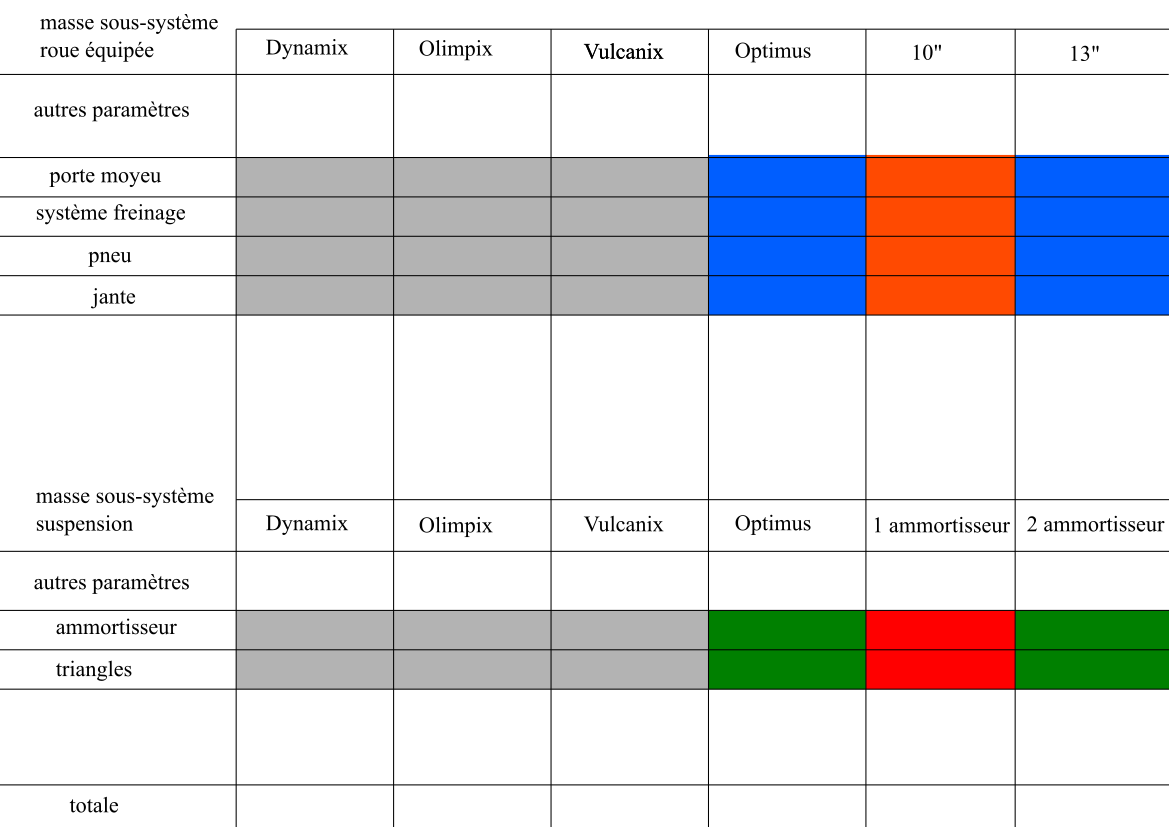 masse sous-système
roue équipée
Dynamix Olimpix Vulcanix Optimus 10" 13"
autres paramètres
porte moyeu
système freinage
pneu
jante
masse sous-système
suspension
Dynamix Olimpix Vulcanix Optimus 1 ammortisseur 2 ammortisseur
autres paramètres
ammortisseur
triangles
totale